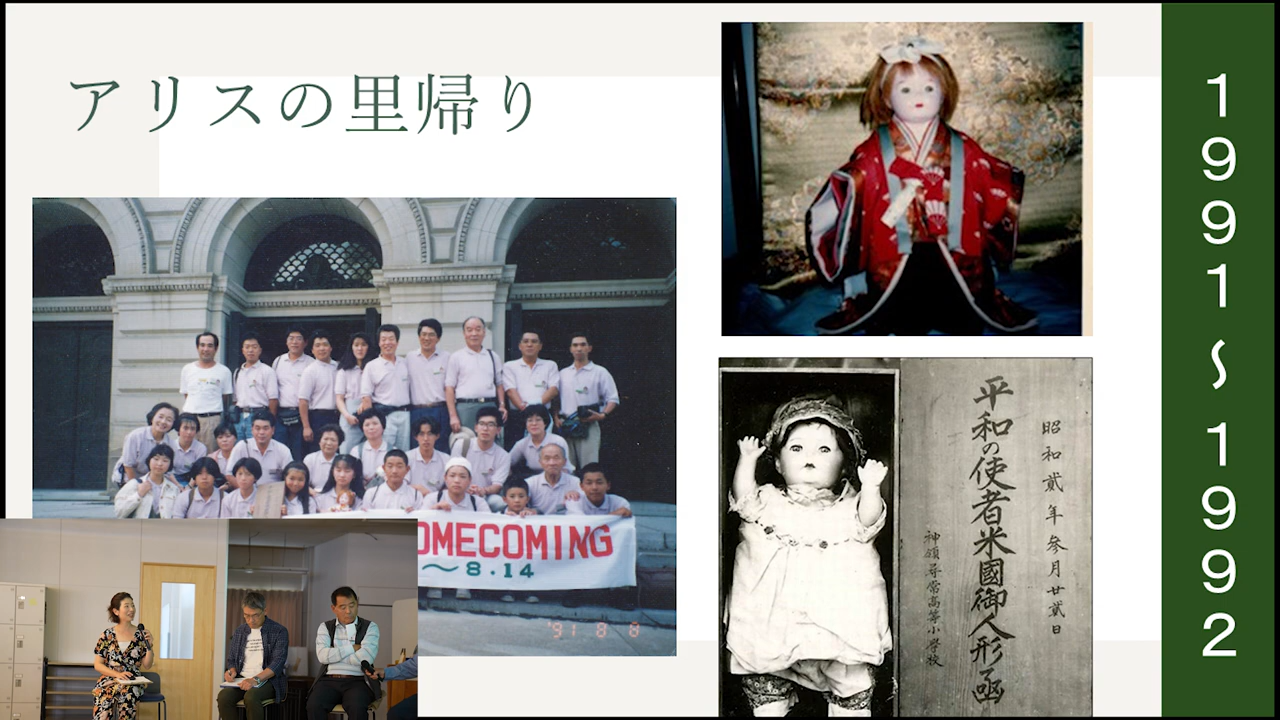 アリスの里帰り
1991〜1992
OMECOMING
〜8.14
'91 8 8
昭和貳年参月廿貳日
平和の使者米國御人形
神領尋常高等小學校